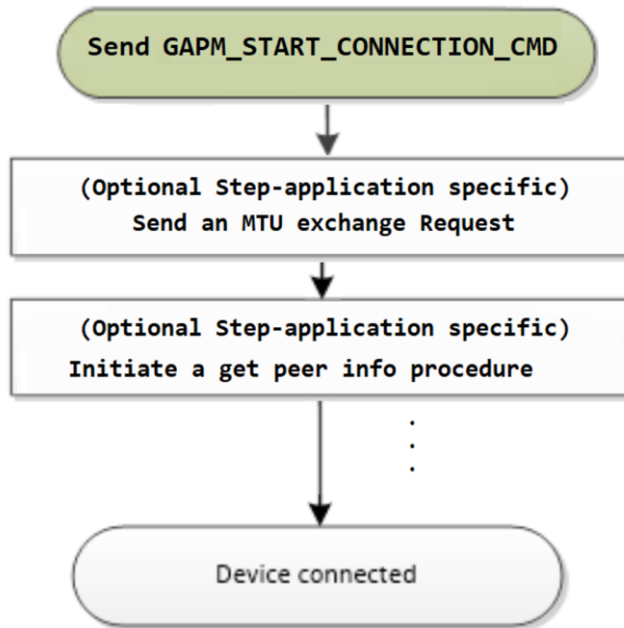 Send GAPM_START_CONNECTION_CMD
(Optional Step-application specific)
Send an MTU exchange Request
(Optional Step-application specific)
Initiate a get peer info procedure
.
.
.
Device connected